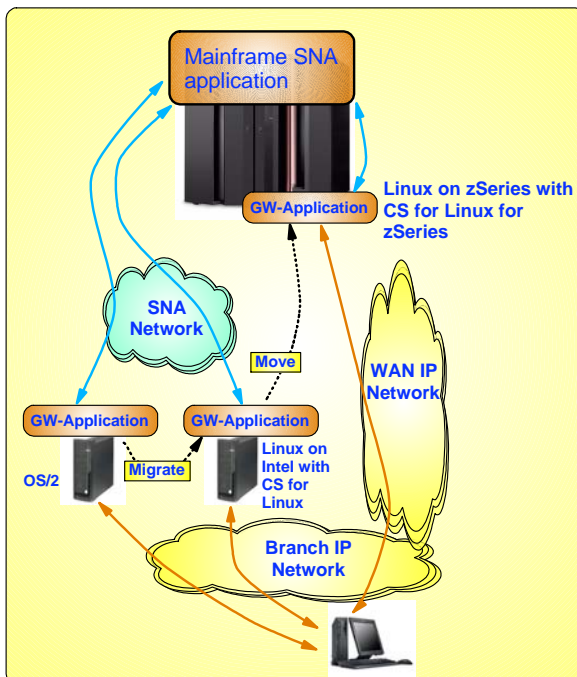 Mainframe SNA
application
GW-Application
Linux on zSeries with
CS for Linux for
zSeries
SNA
Network
Move
WAN IP
Network
GW-Application
GW-Application
OS/2
Migrate
Linux on
Intel with
CS for
Linux
Branch IP
Network